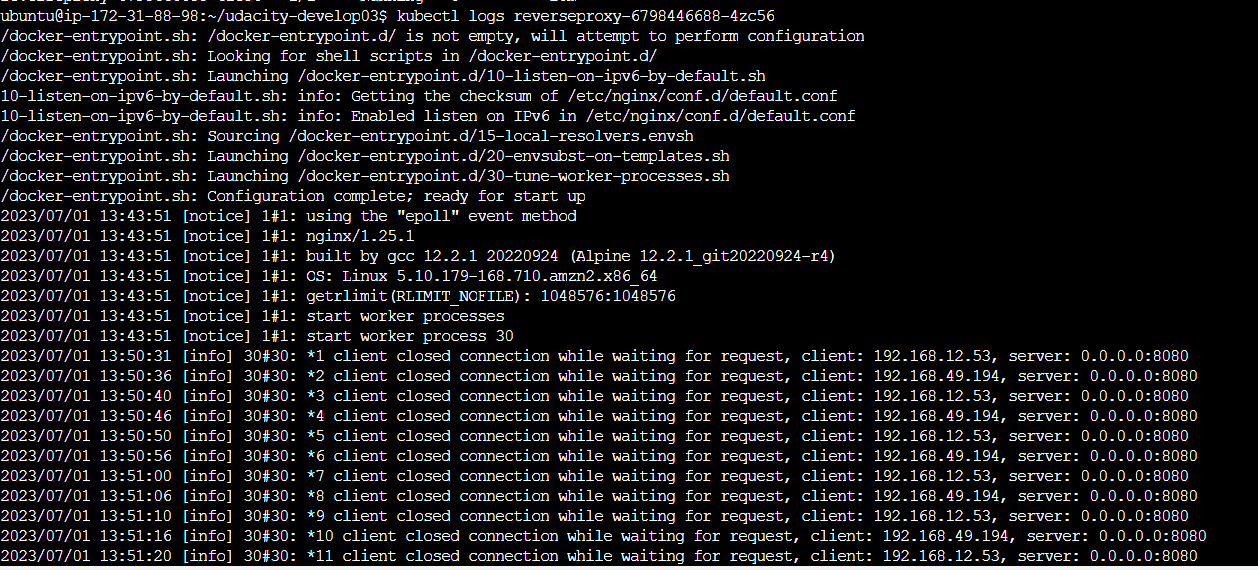 ubuntu@ip-172-31-88-98:~/udacity-develop03$ kubectl logs reverseproxy-6798446688-4zc56
/docker-entrypoint.sh: /docker-entrypoint.d/ is not empty, will attempt to perform configuration
/docker-entrypoint.sh: Looking for shell scripts in /docker-entrypoint.d/
/docker-entrypoint.sh: Launching /docker-entrypoint.d/10-listen-on-ipv6-by-default.sh
10-listen-on-ipv6-by-default.sh: info: Getting the checksum of /etc/nginx/conf.d/default.conf
10-listen-on-ipv6-by-default.sh: info: Enabled listen on IPv6 in /etc/nginx/conf.d/default.conf
/docker-entrypoint.sh: Sourcing /docker-entrypoint.d/15-local-resolvers.envsh
/docker-entrypoint.sh: Launching /docker-entrypoint.d/20-envsubst-on-templates.sh
/docker-entrypoint.sh: Launching /docker-entrypoint.d/30-tune-worker-processes.sh
/docker-entrypoint.sh: Configuration complete; ready for start up
2023/07/01 13:43:51 [notice] 1#1: using the "epoll" event method
2023/07/01 13:43:51 [notice] 1#1: nginx/1.25.1
2023/07/01 13:43:51 [notice] 1#1: built by gcc 12.2.1 20220924 (Alpine 12.2.1_git20220924-r4)
2023/07/01 13:43:51 [notice] 1#1: OS: Linux 5.10.179-168.710.amzn2.x86_64
2023/07/01 13:43:51 [notice] 1#1: getrlimit(RLIMIT_NOFILE): 1048576:1048576
2023/07/01 13:43:51 [notice] 1#1: start worker processes
2023/07/01 13:43:51 [notice] 1#1: start worker process 30
2023/07/01 13:50:31 [info] 30#30: *1 client closed connection while waiting for request, client: 192.168.12.53, server: 0.0.0.0:8080
2023/07/01 13:50:36 [info] 30#30: *2 client closed connection while waiting for request, client: 192.168.49.194, server: 0.0.0.0:8080
2023/07/01 13:50:40 [info] 30#30: *3 client closed connection while waiting for request, client: 192.168.12.53, server: 0.0.0.0:8080
2023/07/01 13:50:46 [info] 30#30: *4 client closed connection while waiting for request, client: 192.168.49.194, server: 0.0.0.0:8080
2023/07/01 13:50:50 [info] 30#30: *5 client closed connection while waiting for request, client: 192.168.12.53, server: 0.0.0.0:8080
2023/07/01 13:50:56 [info] 30#30: *6 client closed connection while waiting for request, client: 192.168.49.194, server: 0.0.0.0:8080
2023/07/01 13:51:00 [info] 30#30: *7 client closed connection while waiting for request, client: 192.168.12.53, server: 0.0.0.0:8080
2023/07/01 13:51:06 [info] 30#30: *8 client closed connection while waiting for request, client: 192.168.49.194, server: 0.0.0.0:8080
2023/07/01 13:51:10 [info] 30#30: *9 client closed connection while waiting for request, client: 192.168.12.53, server: 0.0.0.0:8080
2023/07/01 13:51:16 [info] 30#30: *10 client closed connection while waiting for request, client: 192.168.49.194, server: 0.0.0.0:8080
2023/07/01 13:51:20 [info] 30#30: *11 client closed connection while waiting for request, client: 192.168.12.53, server: 0.0.0.0:8080